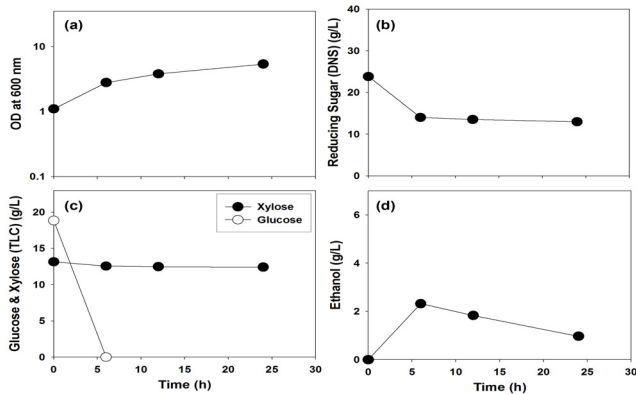 (a)
10
1
0.1
OD at 600 nm
(b)
40
30
20
10
0
Reducing Sugar (DNS) (g/L)
(c)
Xylose
Glucose
20
15
10
5
0
Glucose & Xylose (TLC) (g/L)
0 5 10 15 20 25 30
Time (h)
(d)
6
4
2
0
Ethanol (g/L)
0 5 10 15 20 25 30
Time (h)